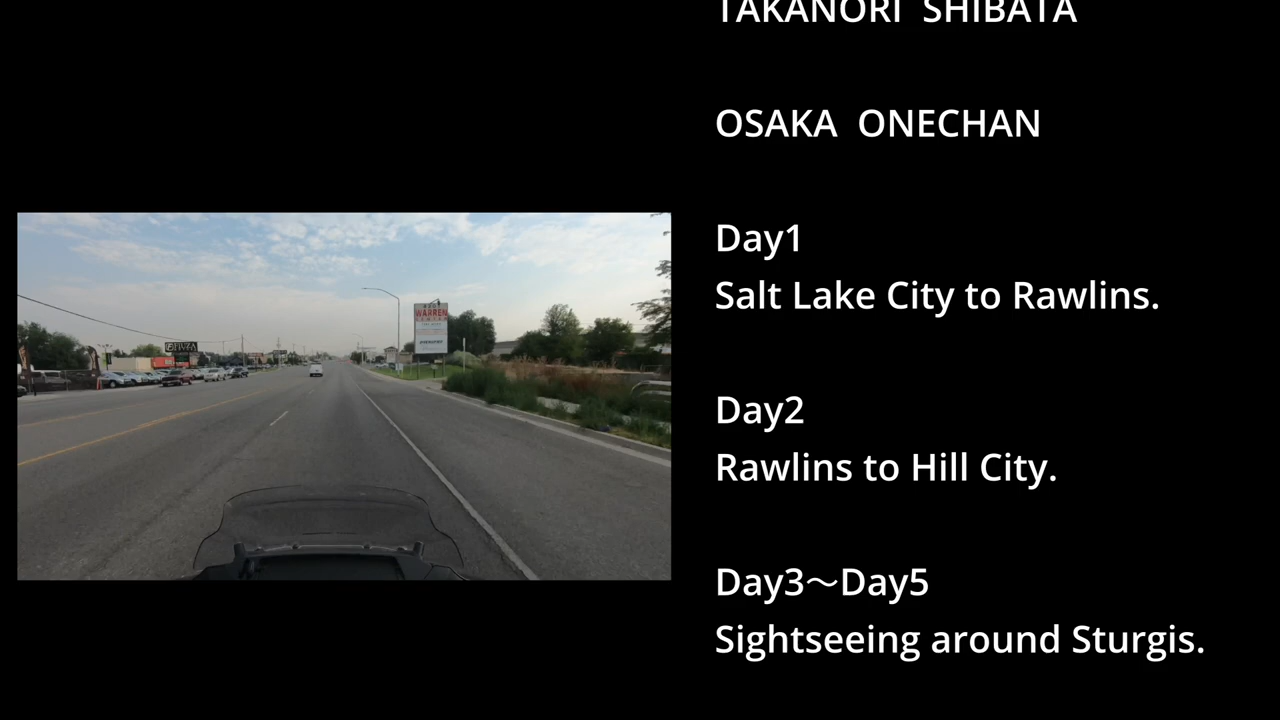 TAKANORI SHIBATA
OSAKA ONECHAN
Day1
Salt Lake City to Rawlins.
Day2
Rawlins to Hill City.
Day3～Day5
Sightseeing around Sturgis.
WARREN